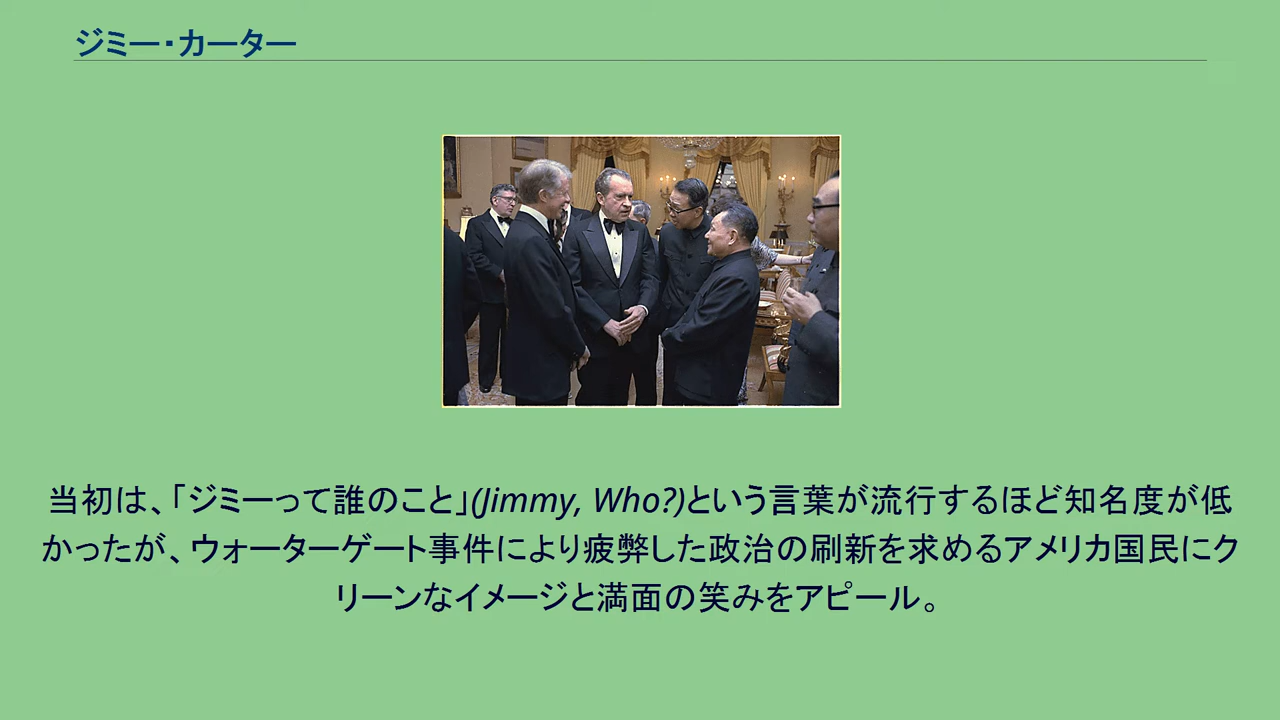 ジミー・カーター
当初は、「ジミーって誰のこと」(Jimmy, Who?)という言葉が流行するほど知名度が低
かったが、ウォーターゲート事件により疲弊した政治の刷新を求めるアメリカ国民にク
リーンなイメージと満面の笑みをアピール。